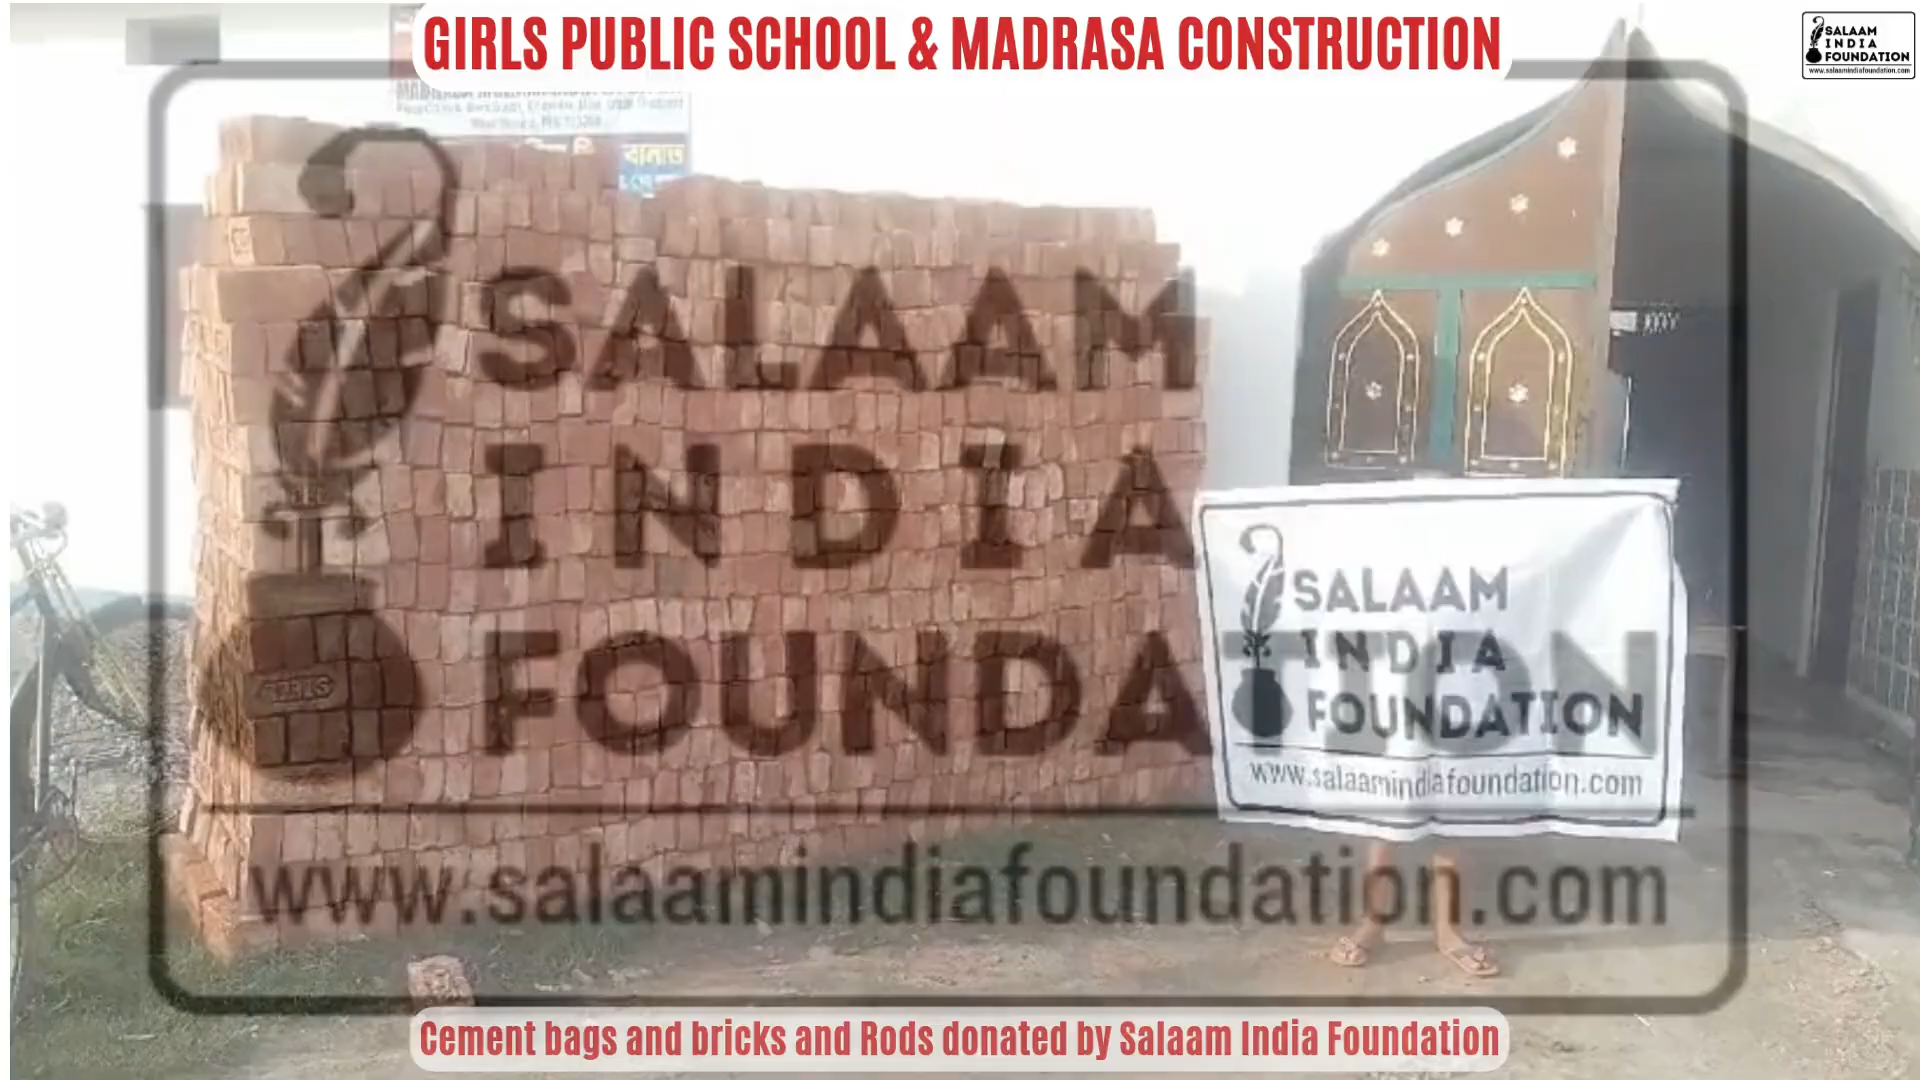 GIRLS PUBLIC SCHOOL & MADRASA CONSTRUCTION
SALAAM
INDIA
FOUNDATION
www.salaamindiafoundation.com
SALAAM
INDIA
FOUNDATION
www.salaamindiafoundation.com
SALAAM
INDIA
FOUNDATION
www.salaamindiafoundation.com
Cement bags and bricks and Rods donated by Salaam India Foundation